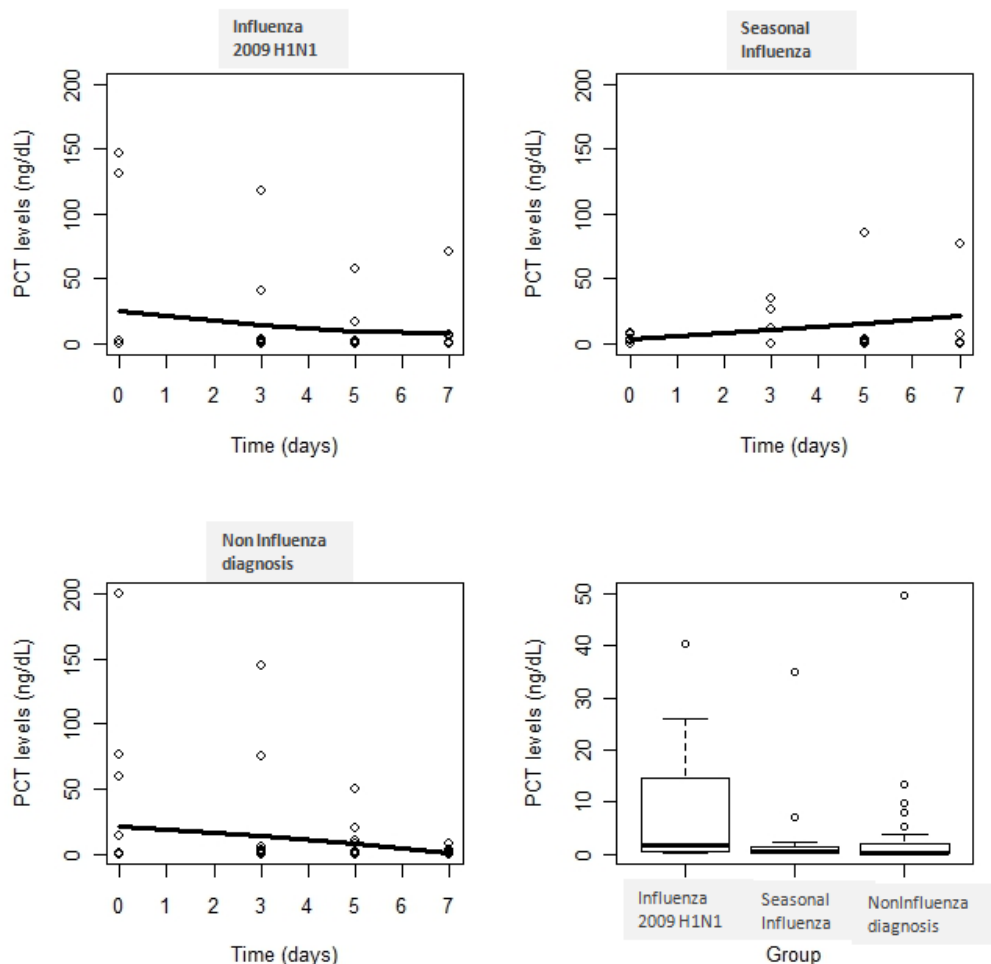 Influenza
2009 H1N1
PCT levels (ng/dL)
200
150
100
50
0
0 1 2 3 4 5 6 7
Time (days)
Seasonal
Influenza
PCT levels (ng/dL)
200
150
100
50
0
0 1 2 3 4 5 6 7
Time (days)
Non Influenza
diagnosis
PCT levels (ng/dL)
200
150
100
50
0
0 1 2 3 4 5 6 7
Time (days)
PCT levels (ng/dL)
50
40
30
20
10
0
Influenza
2009 H1N1
Seasonal
Influenza
NonInfluenza
diagnosis
Group